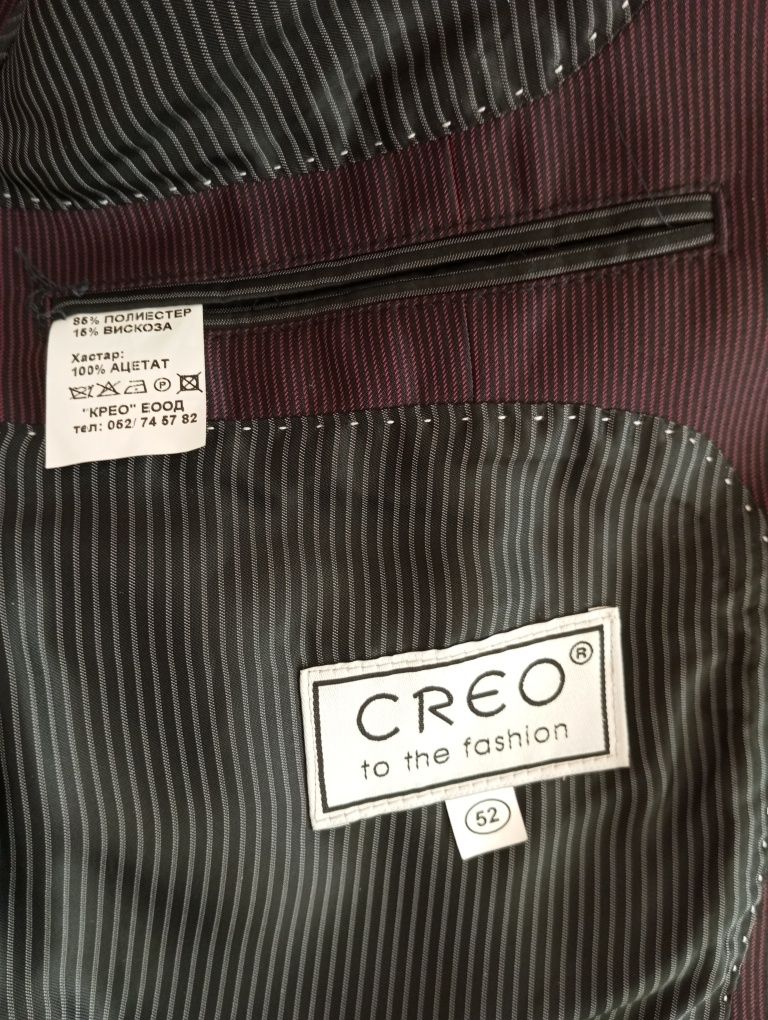 85% ПОЛИЕСТЕР
15% ВИСКОЗА
Хастар:
100% АЦЕТАТ
P
"КРЕО" ЕООД
тел: 052/ 74 57 82
CREO®
to the fashion
52